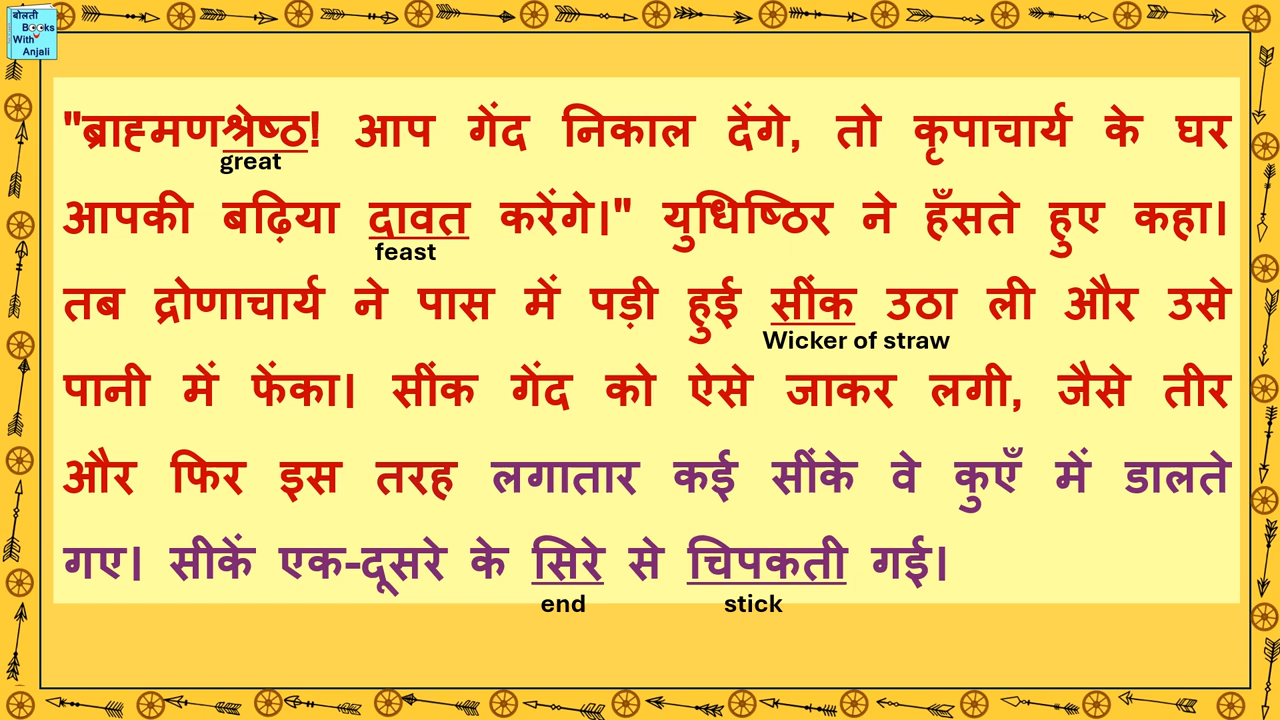 बोलती
Books
With
Anjali
"ब्राह्मणश्रेष्ठ! आप गेंद निकाल देंगे, तो कृपाचार्य के घर
great
आपकी बढ़िया दावत करेंगे।" युधिष्ठिर ने हँसते हुए कहा।
feast
तब द्रोणाचार्य ने पास में पड़ी हुई सींक उठा ली और उसे
Wicker of straw
पानी में फेंका। सींक गेंद को ऐसे जाकर लगी, जैसे तीर
और फिर इस तरह लगातार कई सींके वे कुएँ में डालते
गए। सीकें एक-दूसरे के सिरे से चिपकती गई।
end stick